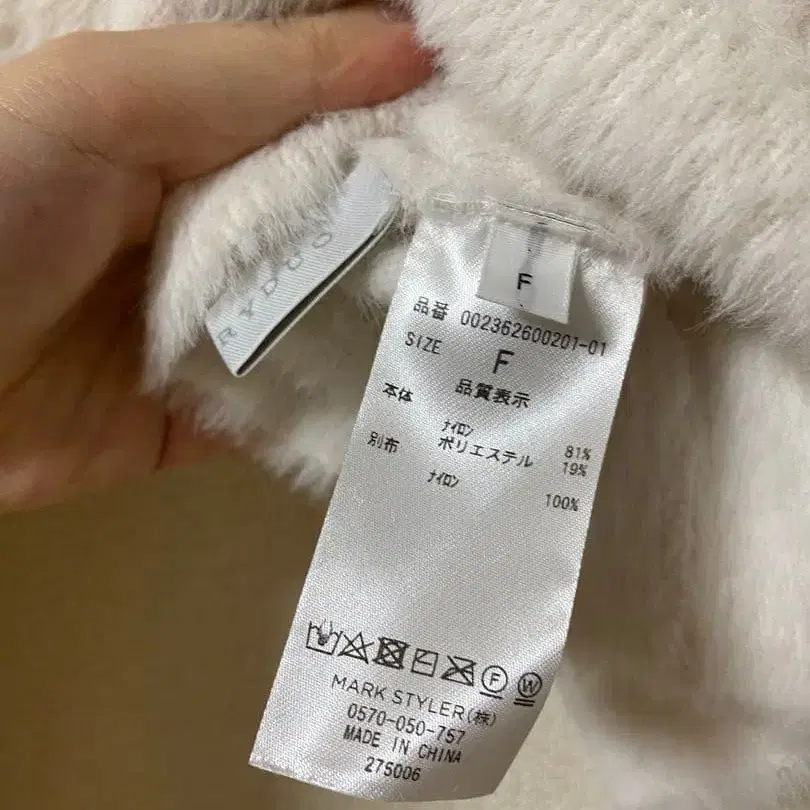 RYDUO
F
品番 002362600201-01
SIZE F
品質表示
本体 ﾅｲﾛﾝ 81%
ポリエステル 19%
別布 ﾅｲﾛﾝ 100%
F W
MARK STYLER(株)
0570-050-757
MADE IN CHINA
275006